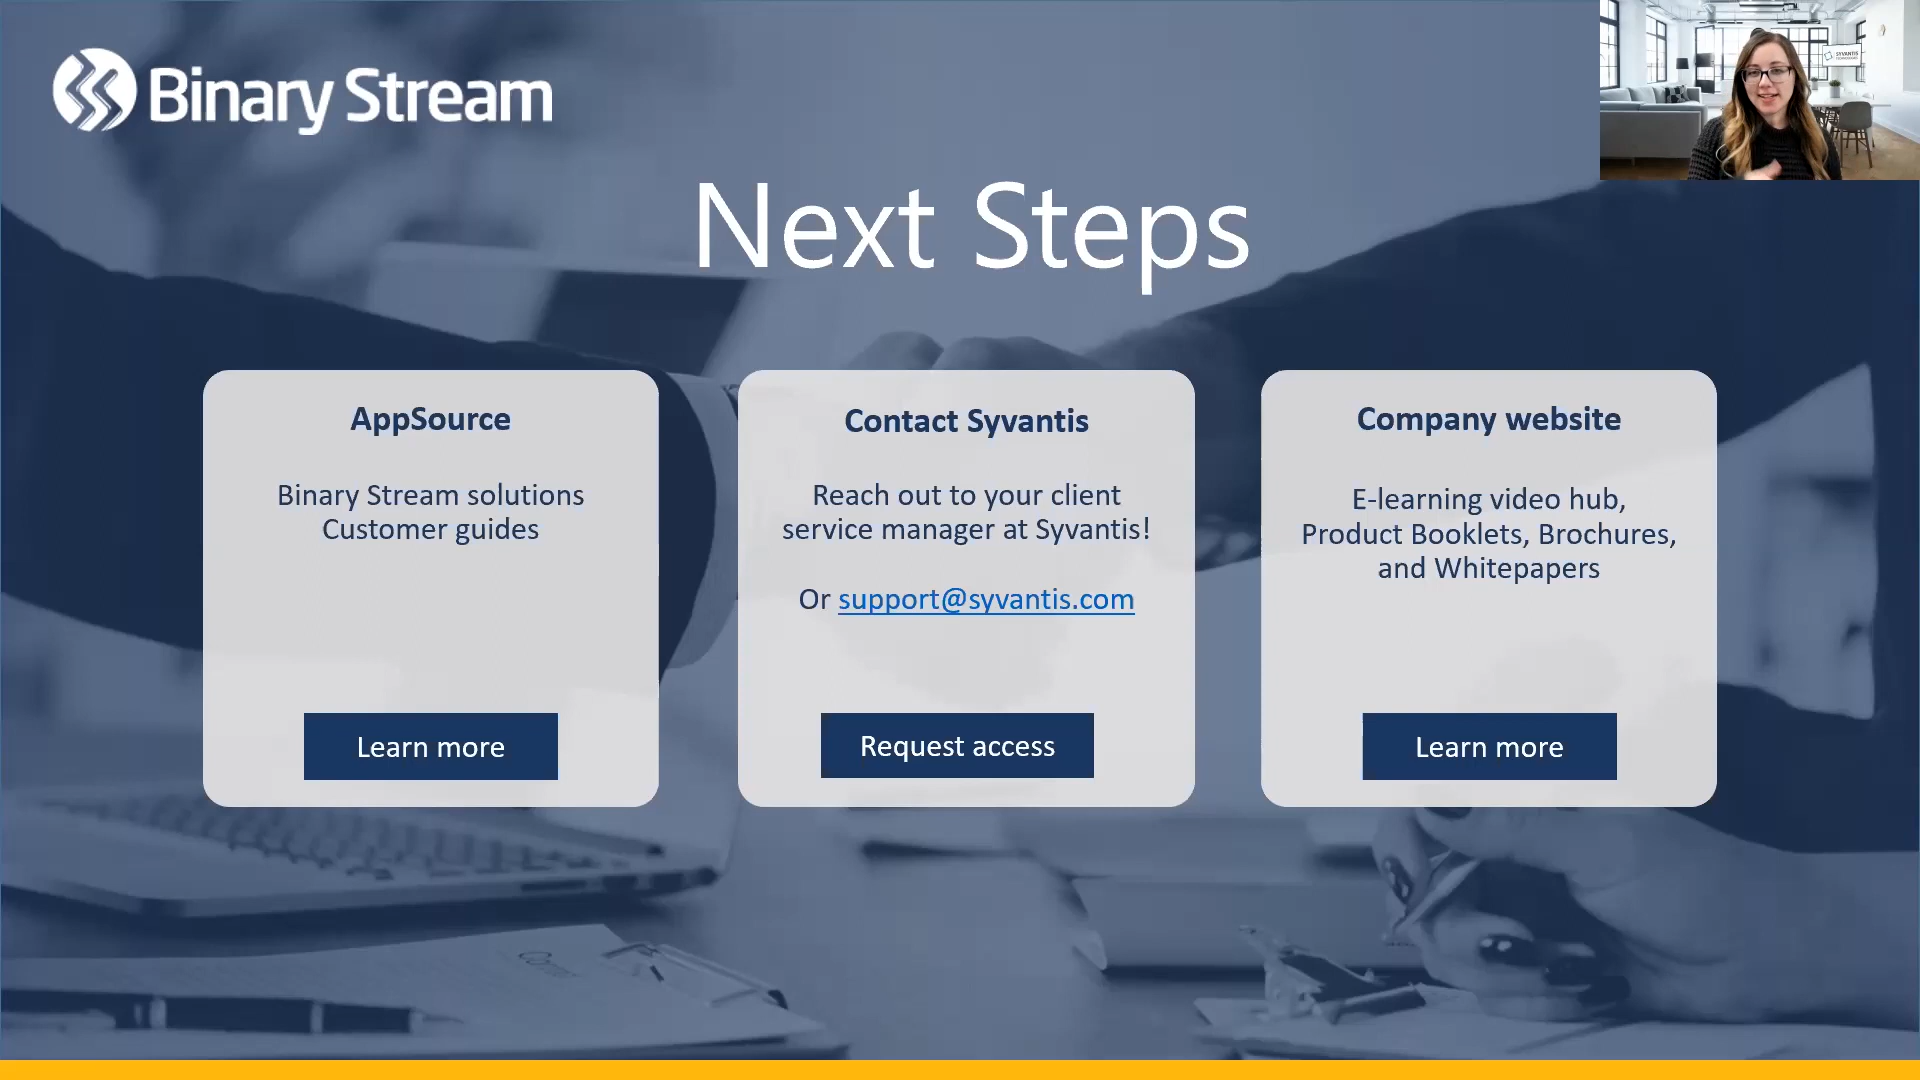 Binary Stream
SYVANTIS
Next Steps
AppSource
Binary Stream solutions
Customer guides
Learn more
Contact Syvantis
Reach out to your client
service manager at Syvantis!
Or support@syvantis.com
Request access
Company website
E-learning video hub,
Product Booklets, Brochures,
and Whitepapers
Learn more